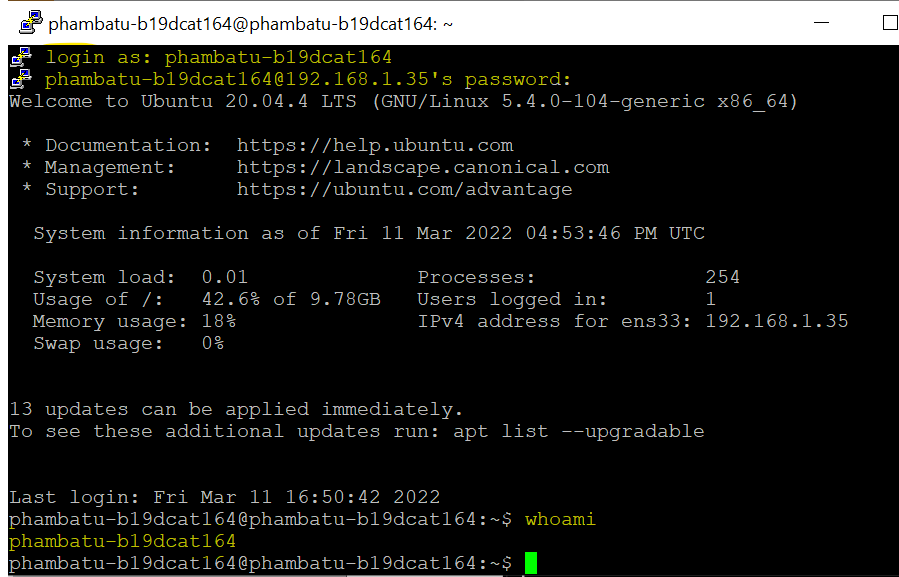 phambatu-b19dcat164@phambatu-b19dcat164: ~
login as: phambatu-b19dcat164
phambatu-b19dcat164@192.168.1.35's password:
Welcome to Ubuntu 20.04.4 LTS (GNU/Linux 5.4.0-104-generic x86_64)
* Documentation:  https://help.ubuntu.com
* Management:     https://landscape.canonical.com
* Support:        https://ubuntu.com/advantage
System information as of Fri 11 Mar 2022 04:53:46 PM UTC
System load:  0.01              Processes:              254
Usage of /:   42.6% of 9.78GB   Users logged in:        1
Memory usage: 18%               IPv4 address for ens33: 192.168.1.35
Swap usage:   0%
13 updates can be applied immediately.
To see these additional updates run: apt list --upgradable
Last login: Fri Mar 11 16:50:42 2022
phambatu-b19dcat164@phambatu-b19dcat164:~$ whoami
phambatu-b19dcat164
phambatu-b19dcat164@phambatu-b19dcat164:~$